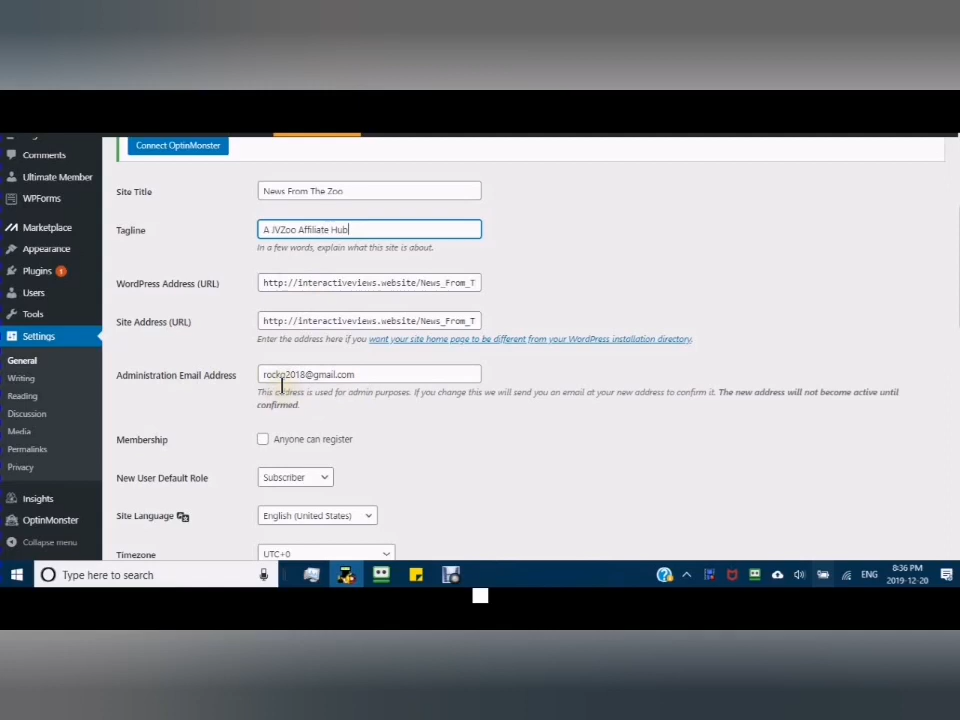 Connect OptinMonster
Comments
Ultimate Member
WPForms
Marketplace
Appearance
Plugins 1
Users
Tools
Settings
General
Writing
Reading
Discussion
Media
Permalinks
Privacy
Insights
OptinMonster
Collapse menu
Site Title News From The Zoo
Tagline A JVZoo Affiliate Hub
In a few words, explain what this site is about.
WordPress Address (URL) http://interactiveviews.website/News_From_T
Site Address (URL) http://interactiveviews.website/News_From_T
Enter the address here if you want your site home page to be different from your WordPress installation directory.
Administration Email Address rockg2018@gmail.com
This address is used for admin purposes. If you change this we will send you an email at your new address to confirm it. The new address will not become active until
confirmed.
Membership Anyone can register
New User Default Role Subscriber
Site Language English (United States)
Timezone UTC+0
Type here to search
ENG
8:36 PM
2019-12-20